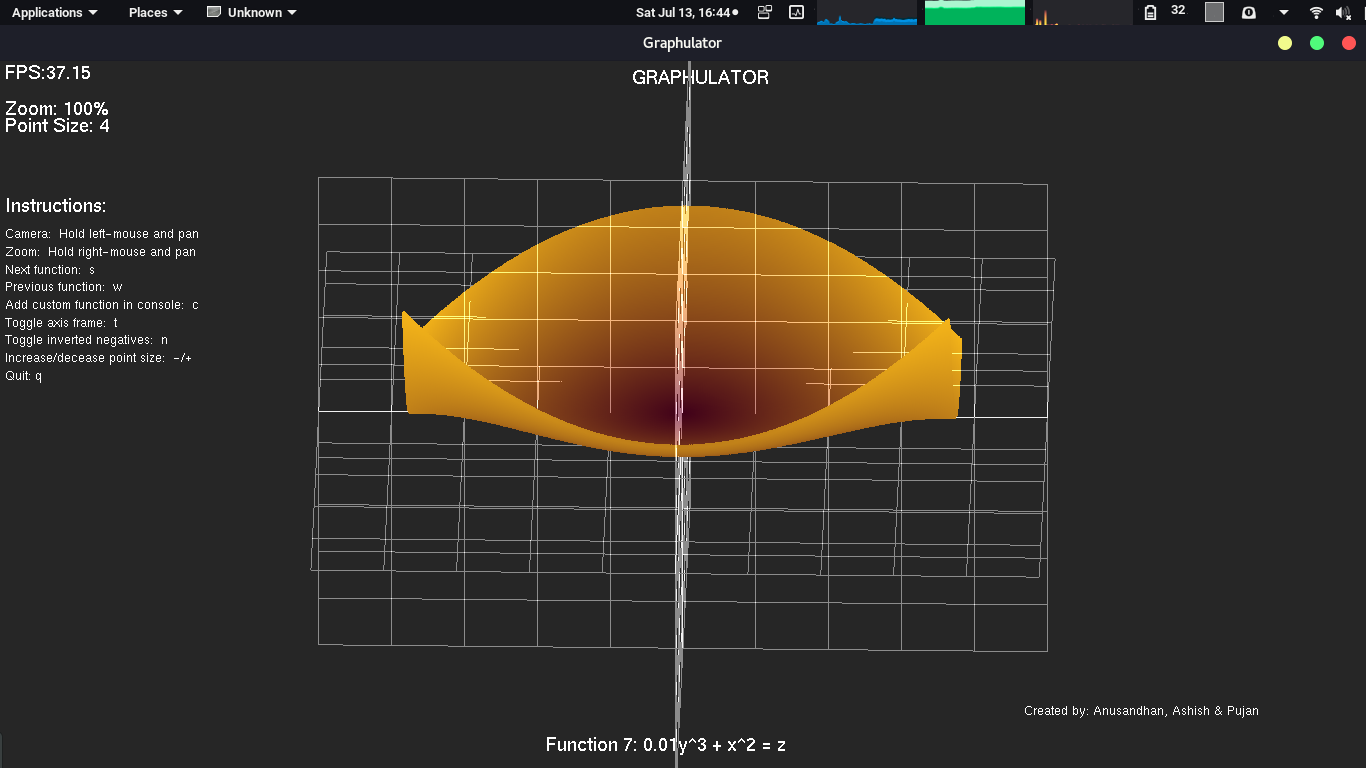 Applications Places Unknown Sat Jul 13, 16:44 32
Graphulator
FPS:37.15
GRAPHULATOR
Zoom: 100%
Point Size: 4
Instructions:
Camera: Hold left-mouse and pan
Zoom: Hold right-mouse and pan
Next function: s
Previous function: w
Add custom function in console: c
Toggle axis frame: t
Toggle inverted negatives: n
Increase/decease point size: -/+
Quit: q
Created by: Anusandhan, Ashish & Pujan
Function 7: 0.01y^3 + x^2 = z